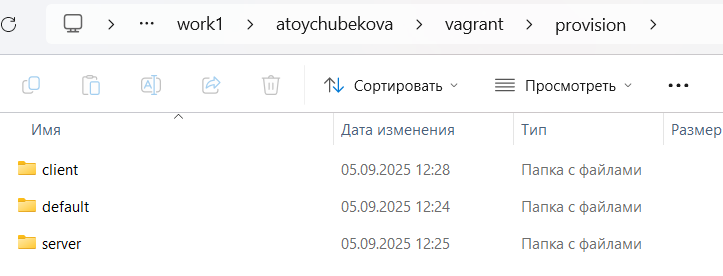 ··· work1 > atoychubekova > vagrant > provision >
Сортировать Просмотреть ···
Имя Дата изменения Тип Размер
client 05.09.2025 12:28 Папка с файлами
default 05.09.2025 12:24 Папка с файлами
server 05.09.2025 12:25 Папка с файлами